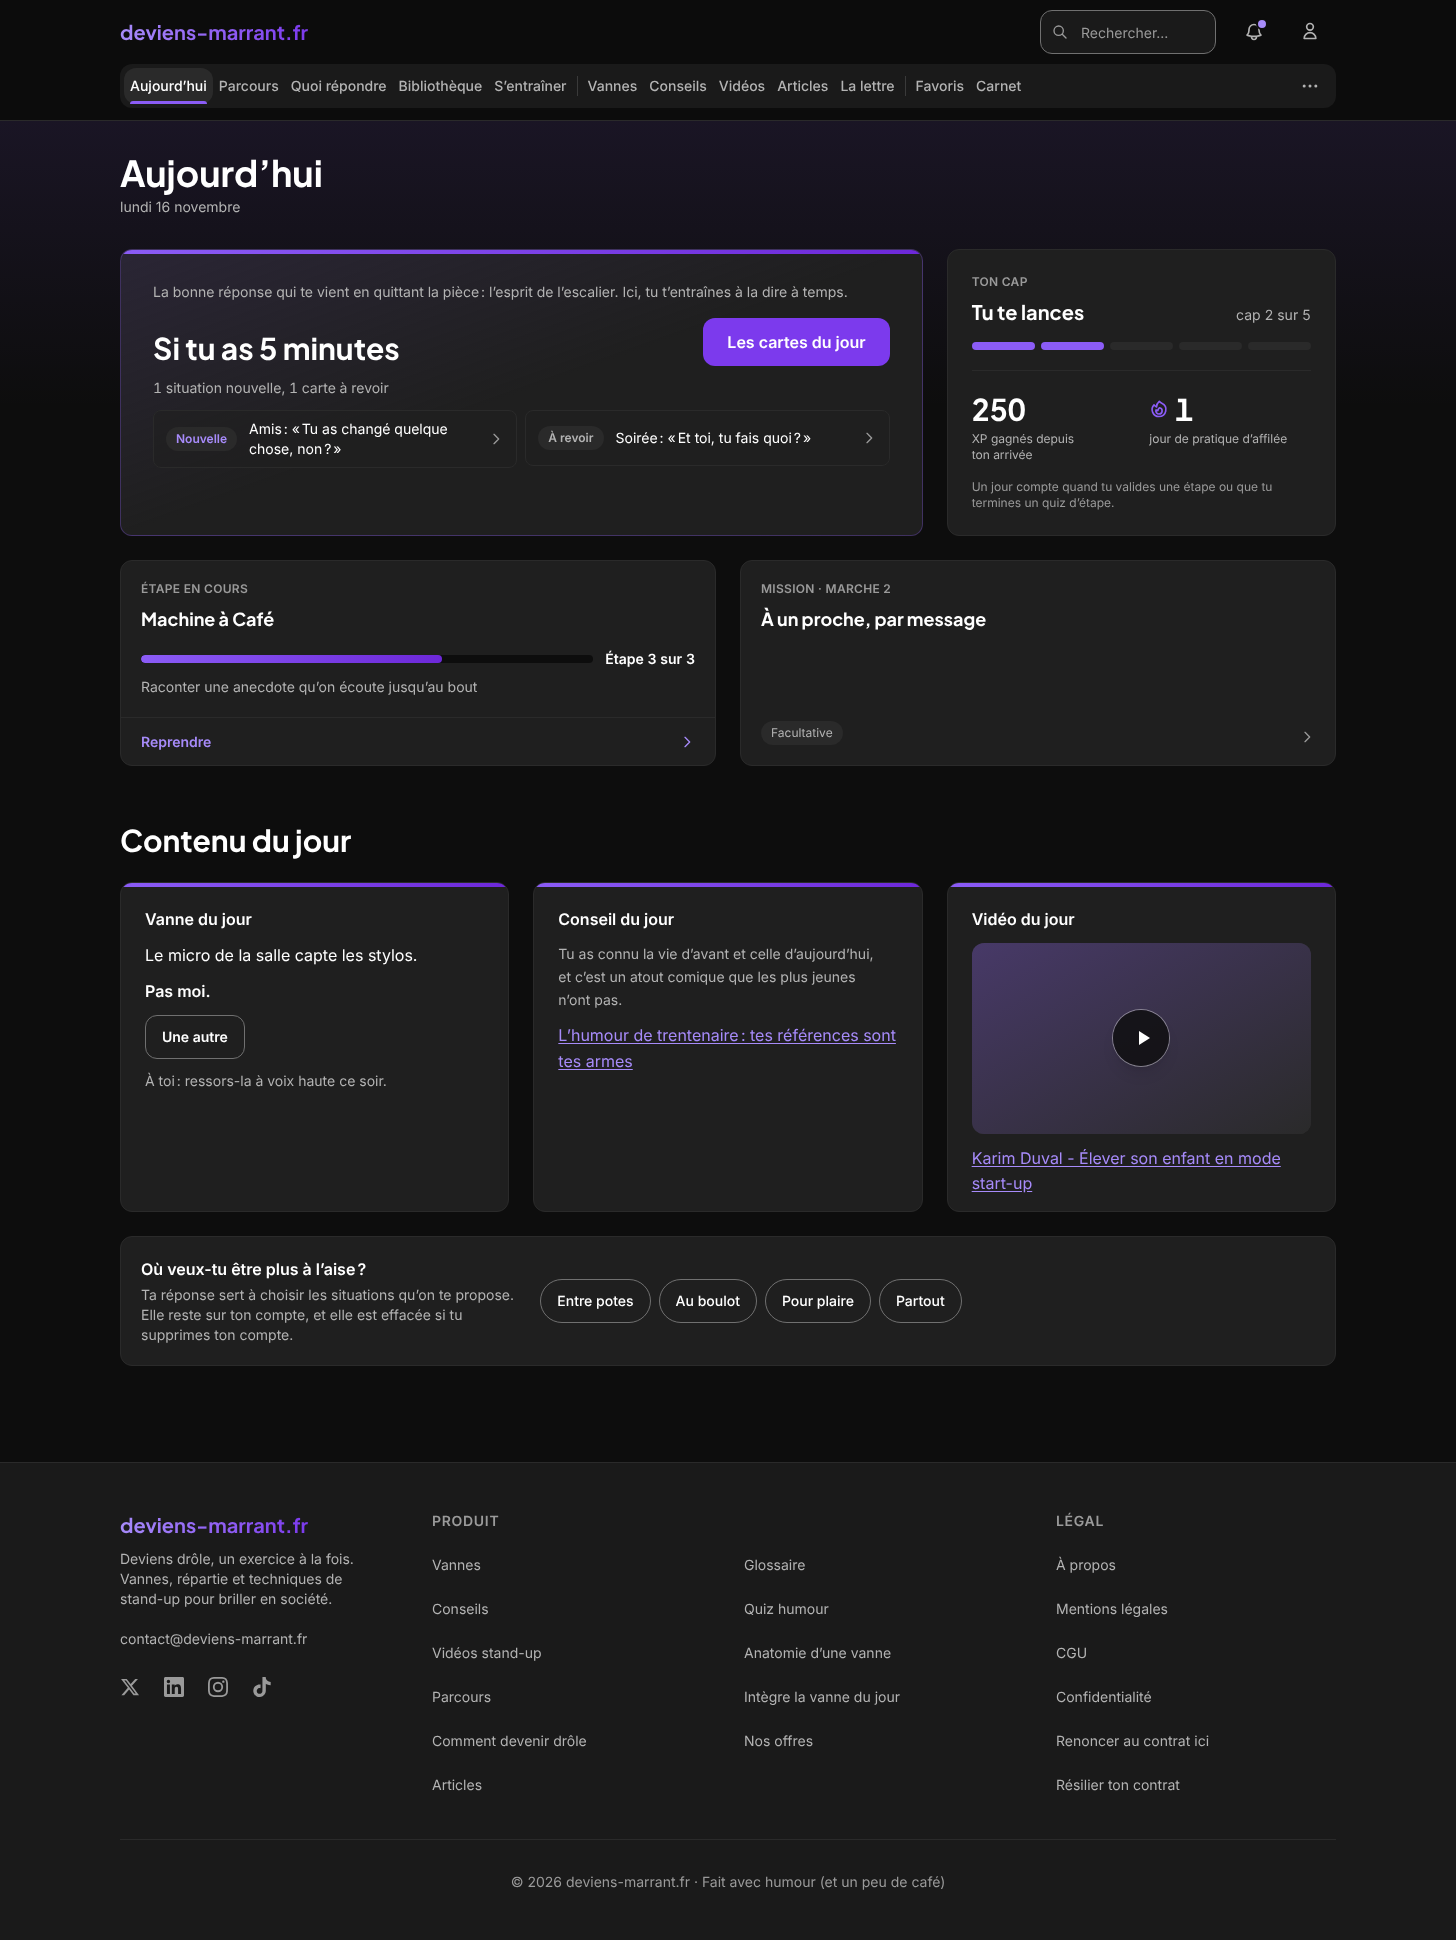 deviens-marrant.fr
Rechercher...
Aujourd’hui Parcours Quoi répondre Bibliothèque S’entraîner Vannes Conseils Vidéos Articles La lettre Favoris Carnet
Aujourd’hui
lundi 16 novembre
La bonne réponse qui te vient en quittant la pièce : l’esprit de l’escalier. Ici, tu t’entraînes à la dire à temps.
Si tu as 5 minutes
Les cartes du jour
1 situation nouvelle, 1 carte à revoir
Nouvelle
Amis : « Tu as changé quelque
chose, non ? »
À revoir
Soirée : « Et toi, tu fais quoi ? »
TON CAP
Tu te lances
cap 2 sur 5
250
XP gagnés depuis
ton arrivée
1
jour de pratique d’affilée
Un jour compte quand tu valides une étape ou que tu
termines un quiz d’étape.
ÉTAPE EN COURS
Machine à Café
Étape 3 sur 3
Raconter une anecdote qu’on écoute jusqu’au bout
Reprendre
MISSION · MARCHE 2
À un proche, par message
Facultative
Contenu du jour
Vanne du jour
Le micro de la salle capte les stylos.
Pas moi.
Une autre
À toi : ressors-la à voix haute ce soir.
Conseil du jour
Tu as connu la vie d’avant et celle d’aujourd’hui,
et c’est un atout comique que les plus jeunes
n’ont pas.
L’humour de trentenaire : tes références sont
tes armes
Vidéo du jour
Karim Duval - Élever son enfant en mode
start-up
Où veux-tu être plus à l’aise ?
Ta réponse sert à choisir les situations qu’on te propose.
Elle reste sur ton compte, et elle est effacée si tu
supprimes ton compte.
Entre potes
Au boulot
Pour plaire
Partout
deviens-marrant.fr
Deviens drôle, un exercice à la fois.
Vannes, répartie et techniques de
stand-up pour briller en société.
contact@deviens-marrant.fr
PRODUIT
Vannes
Conseils
Vidéos stand-up
Parcours
Comment devenir drôle
Articles
Glossaire
Quiz humour
Anatomie d’une vanne
Intègre la vanne du jour
Nos offres
LÉGAL
À propos
Mentions légales
CGU
Confidentialité
Renoncer au contrat ici
Résilier ton contrat
© 2026 deviens-marrant.fr · Fait avec humour (et un peu de café)